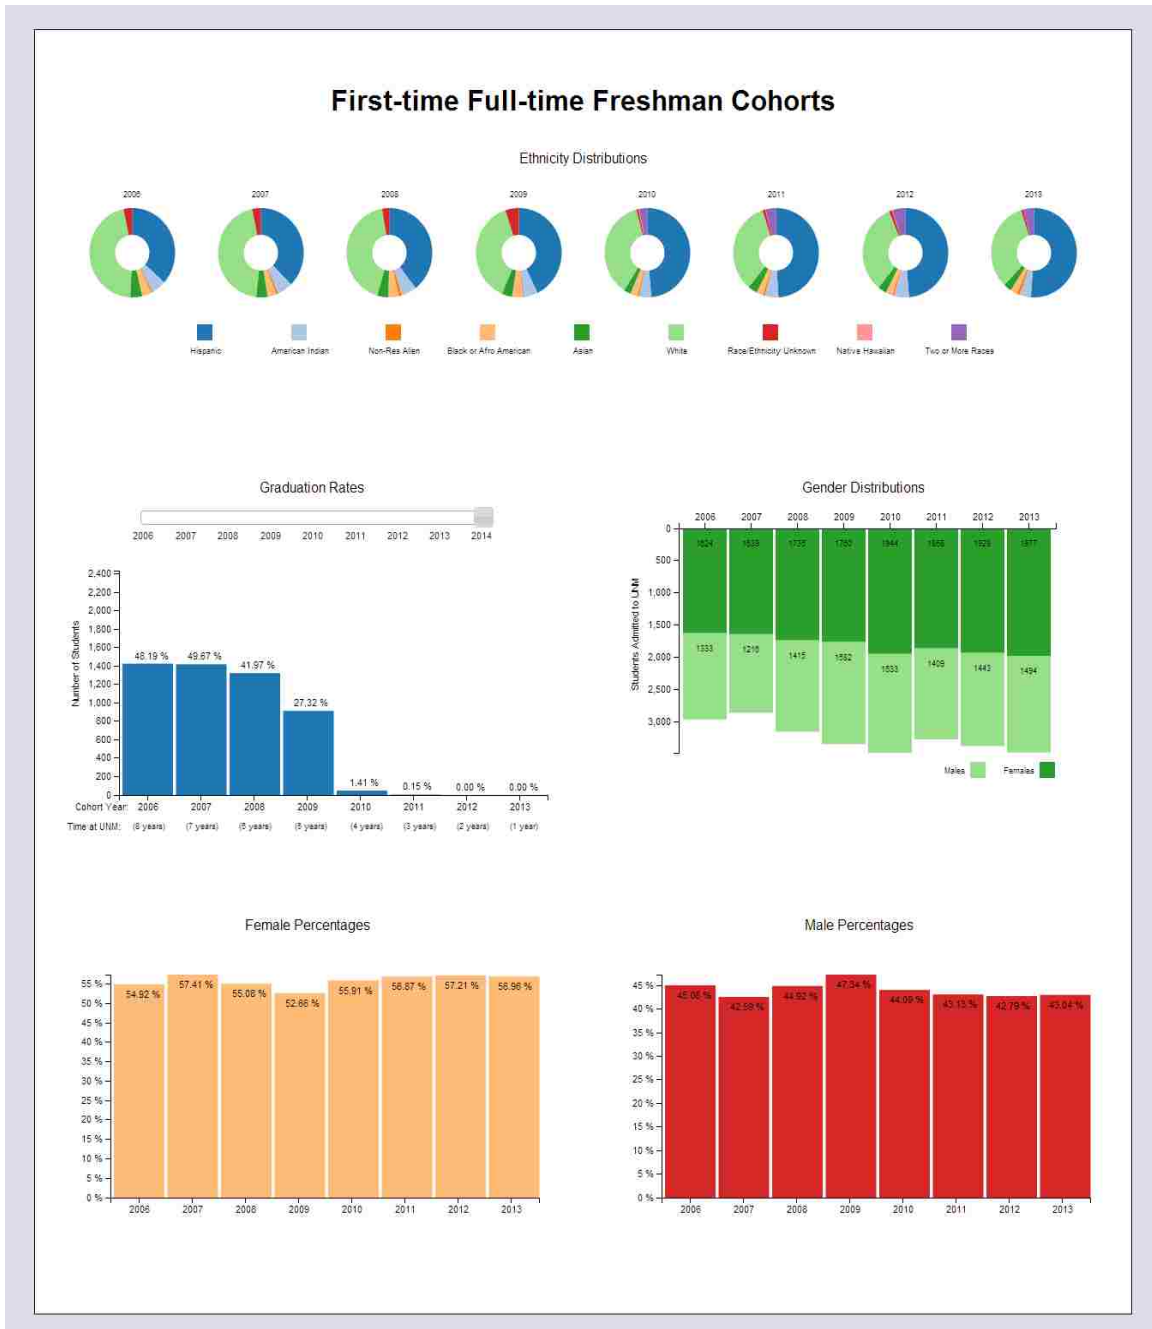 First-time Full-time Freshman Cohorts
Ethnicity Distributions
2006 2007 2008 2009 2010 2011 2012 2013
Hispanic American Indian Non-Res Alien Black or Afro American Asian White Race/Ethnicity Unknown Native Hawaiian Two or More Races
Graduation Rates
2006 2007 2008 2009 2010 2011 2012 2013 2014
Number of Students
2,400
2,200
2,000
1,800
1,600
1,400
1,200
1,000
800
600
400
200
0
48.19 % 49.67 % 41.97 % 27.32 % 1.41 % 0.15 % 0.00 % 0.00 %
Cohort Year: 2006 2007 2008 2009 2010 2011 2012 2013
Time at UNM: (8 years) (7 years) (6 years) (5 years) (4 years) (3 years) (2 years) (1 year)
Gender Distributions
2006 2007 2008 2009 2010 2011 2012 2013
Students Admitted to UNM
0
500
1,000
1,500
2,000
2,500
3,000
1624 1639 1735 1760 1944 1929 1977
1333 1216 1415 1582 1533 1409 1443 1494
Males Females
Female Percentages
55 %
50 %
45 %
40 %
35 %
30 %
25 %
20 %
15 %
10 %
5 %
0 %
54.92 % 57.41 % 55.08 % 52.66 % 55.91 % 56.87 % 57.21 % 56.96 %
2006 2007 2008 2009 2010 2011 2012 2013
Male Percentages
45 %
40 %
35 %
30 %
25 %
20 %
15 %
10 %
5 %
0 %
45.08 % 42.59 % 44.92 % 47.34 % 44.09 % 43.13 % 42.79 % 43.04 %
2006 2007 2008 2009 2010 2011 2012 2013